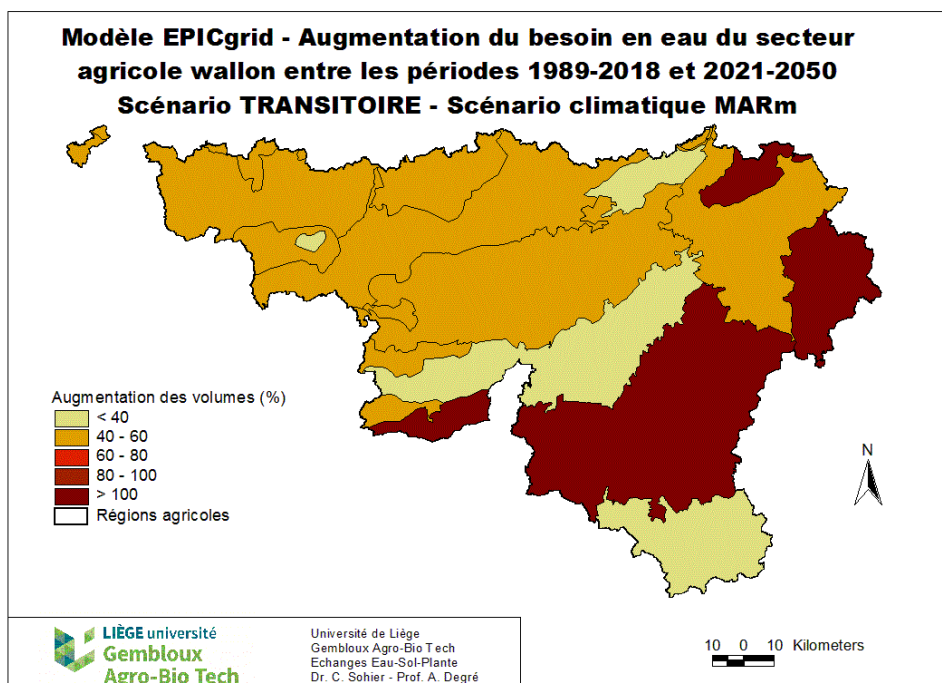 Modèle EPICgrid - Augmentation du besoin en eau du secteur
agricole wallon entre les périodes 1989-2018 et 2021-2050
Scénario TRANSITOIRE - Scénario climatique MARm
Augmentation des volumes (%)
< 40
40 - 60
60 - 80
80 - 100
> 100
Régions agricoles
N
LIÈGE université
Gembloux
Agro-Bio Tech
Université de Liège
Gembloux Agro-Bio Tech
Echanges Eau-Sol-Plante
Dr. C. Sohier - Prof. A. Degré
10 0 10 Kilometers